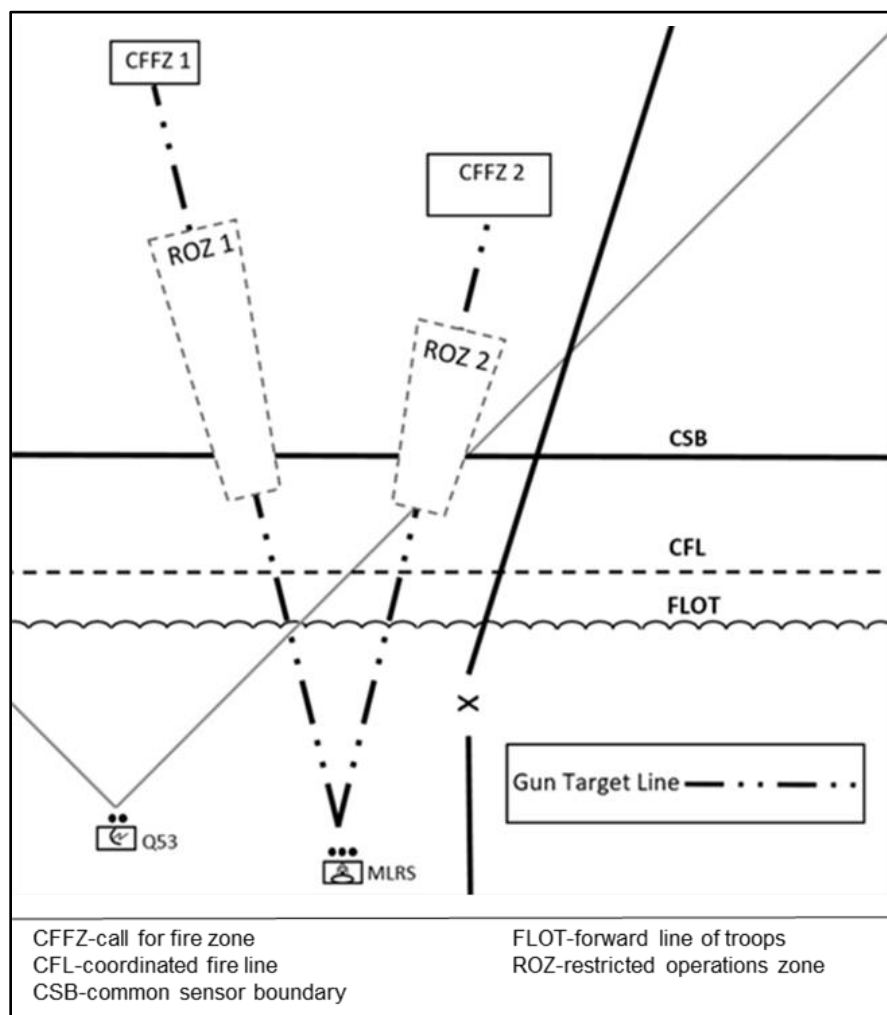 CFFZ 1
CFFZ 2
ROZ 1
ROZ 2
CSB
CFL
FLOT
X
Gun Target Line
Q53
MLRS
CFFZ-call for fire zone
CFL-coordinated fire line
CSB-common sensor boundary
FLOT-forward line of troops
ROZ-restricted operations zone